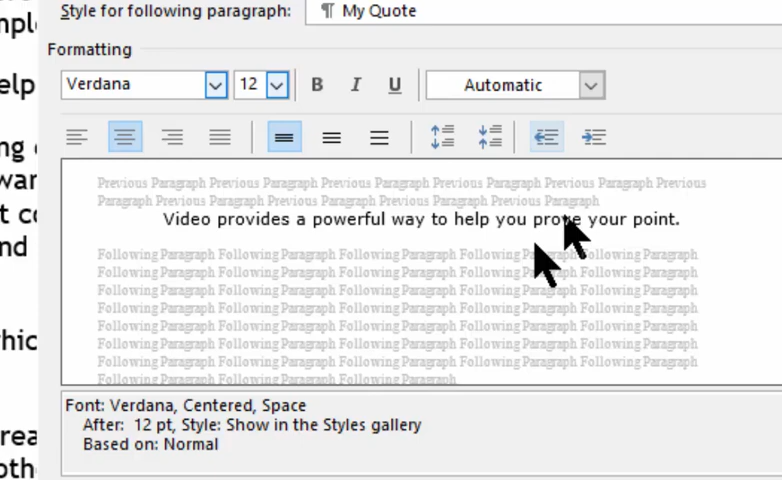 Style for following paragraph: ¶ My Quote
Formatting
Verdana 12 B I U Automatic
Previous Paragraph Previous Paragraph Previous Paragraph Previous Paragraph Previous Paragraph Previous
Paragraph Previous Paragraph Previous Paragraph Previous Paragraph Previous Paragraph
Video provides a powerful way to help you prove your point.
Following Paragraph Following Paragraph Following Paragraph Following Paragraph Following Paragraph
Following Paragraph Following Paragraph Following Paragraph Following Paragraph Following Paragraph
Following Paragraph Following Paragraph Following Paragraph Following Paragraph Following Paragraph
Following Paragraph Following Paragraph Following Paragraph Following Paragraph Following Paragraph
Following Paragraph Following Paragraph Following Paragraph Following Paragraph Following Paragraph
Following Paragraph Following Paragraph Following Paragraph Following Paragraph Following Paragraph
Following Paragraph Following Paragraph Following Paragraph Following Paragraph Following Paragraph
Following Paragraph Following Paragraph Following Paragraph
Font: Verdana, Centered, Space
After: 12 pt, Style: Show in the Styles gallery
Based on: Normal